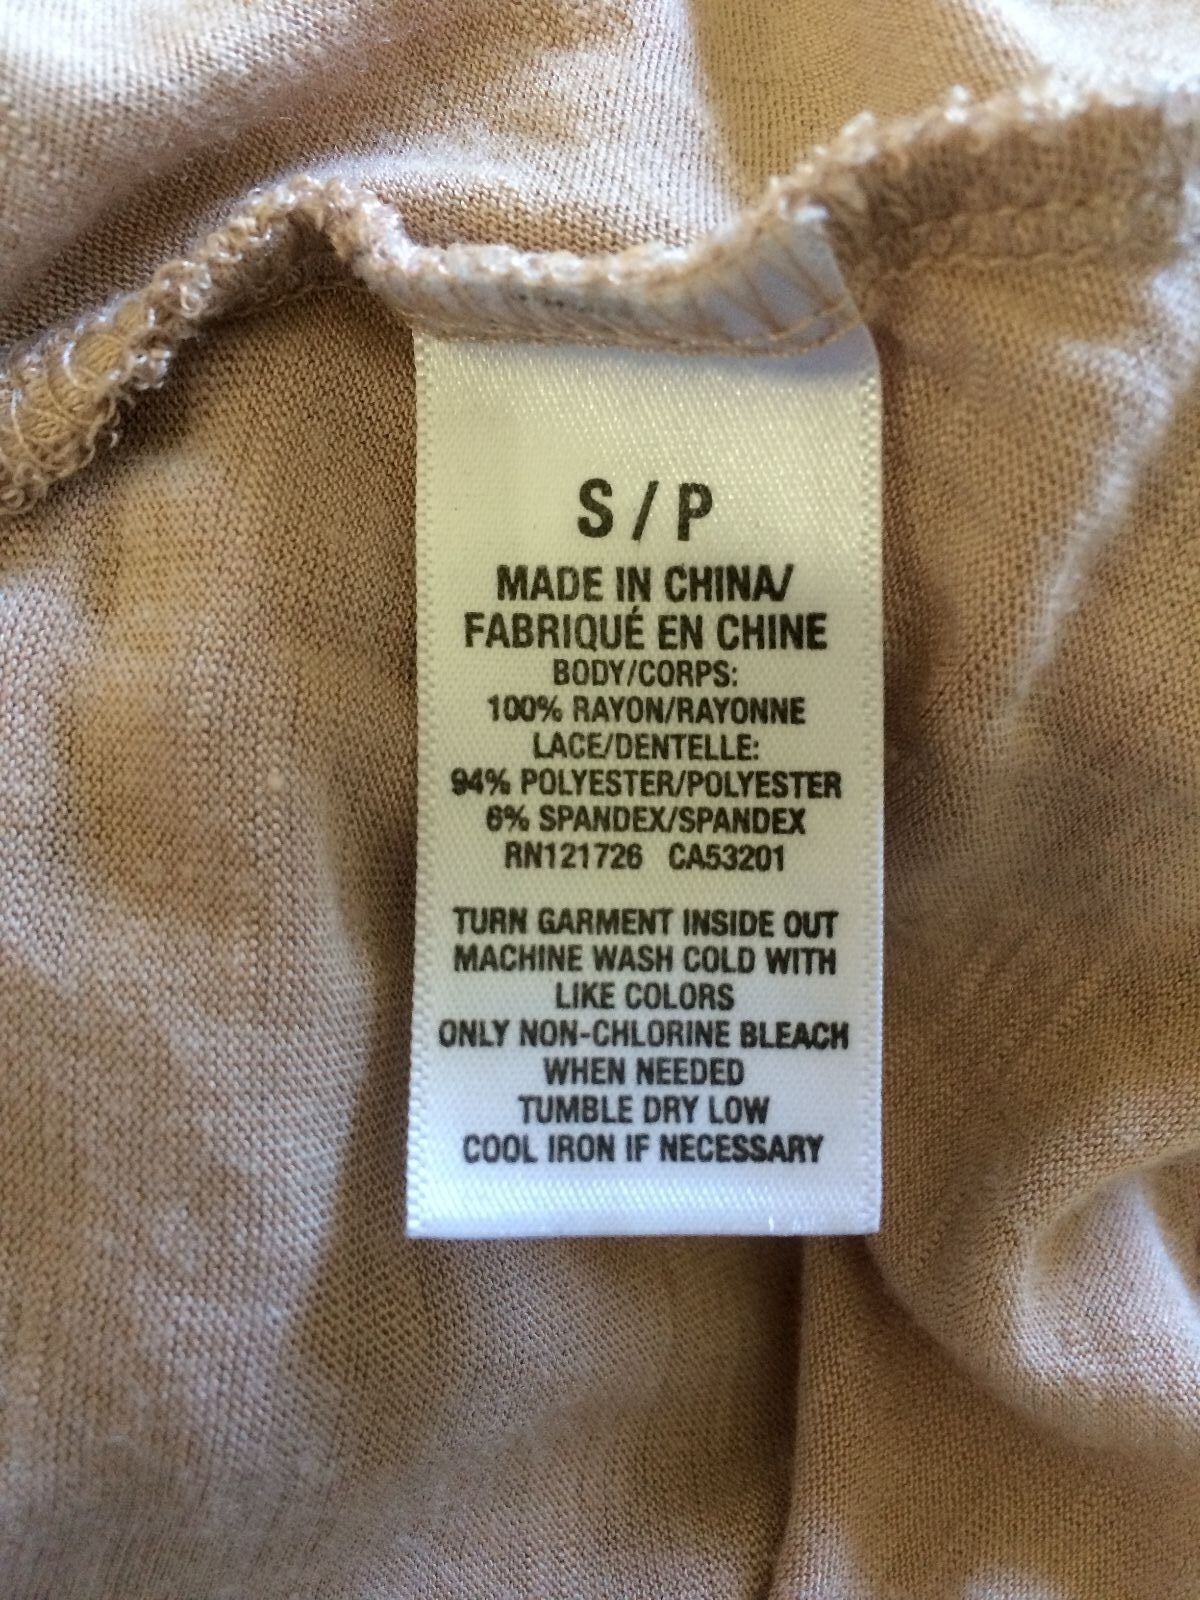 S / P
MADE IN CHINA/
FABRIQUÉ EN CHINE
BODY/CORPS:
100% RAYON/RAYONNE
LACE/DENTELLE:
94% POLYESTER/POLYESTER
6% SPANDEX/SPANDEX
RN121726 CA53201
TURN GARMENT INSIDE OUT
MACHINE WASH COLD WITH
LIKE COLORS
ONLY NON-CHLORINE BLEACH
WHEN NEEDED
TUMBLE DRY LOW
COOL IRON IF NECESSARY